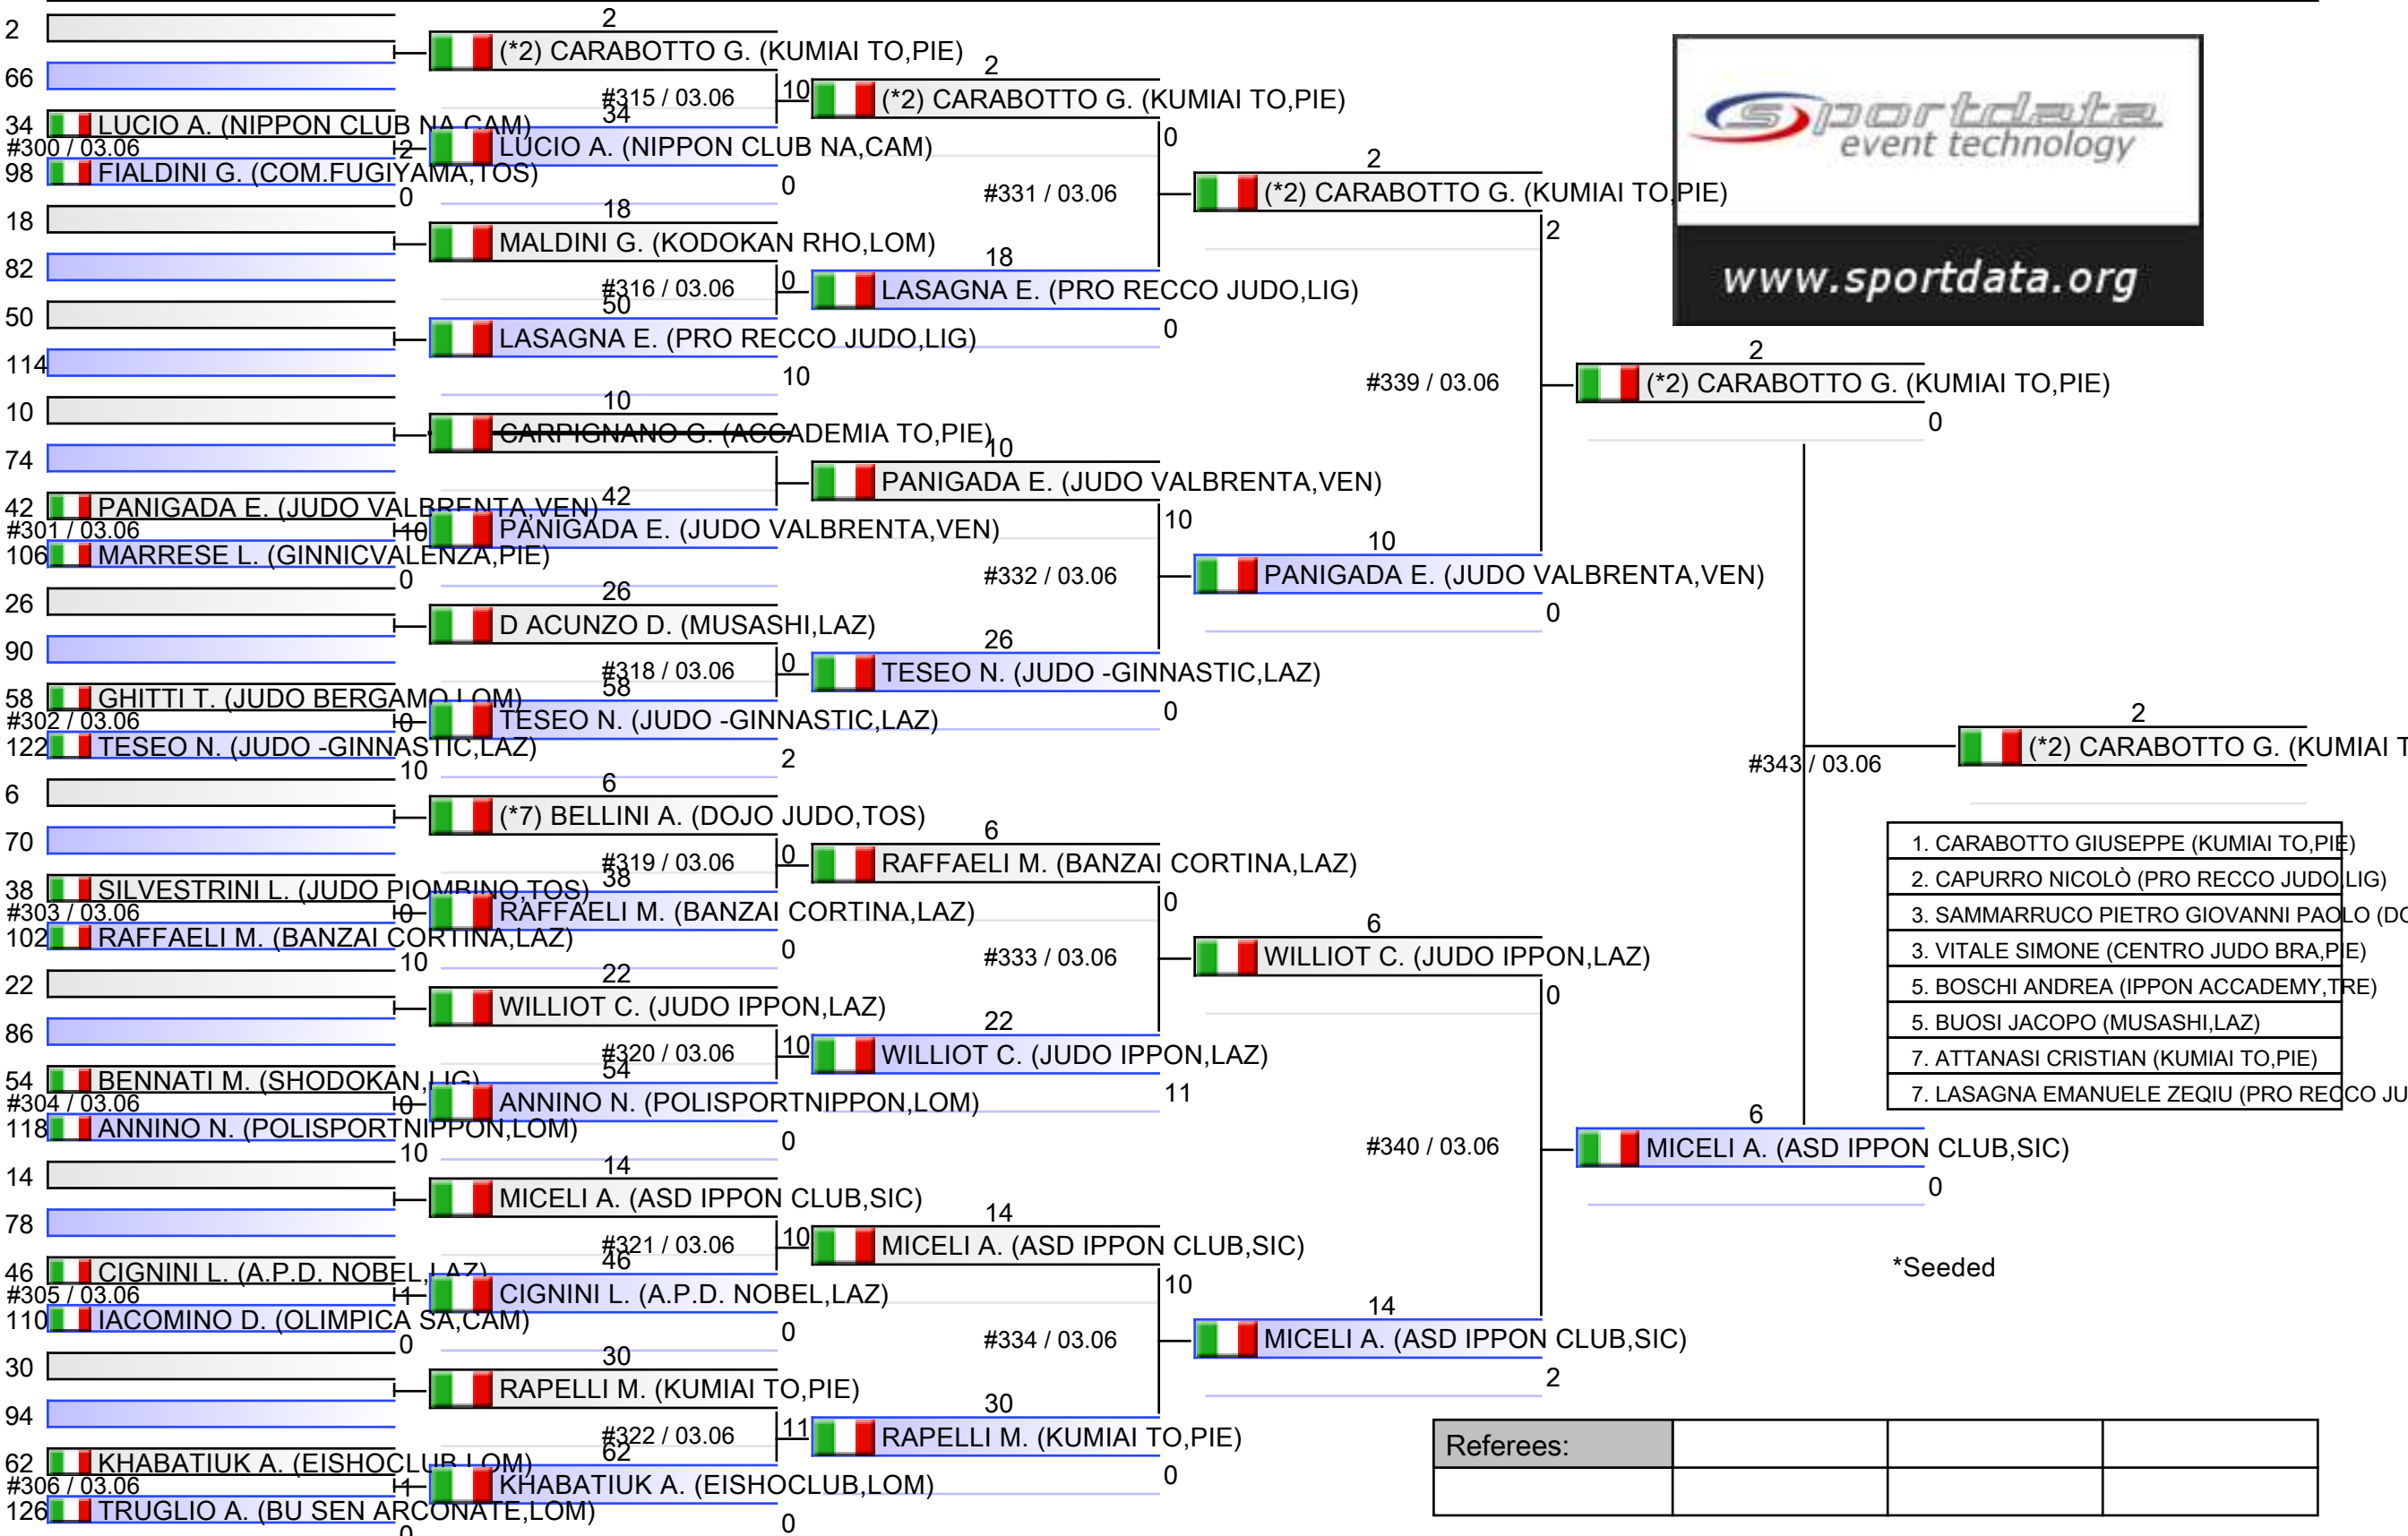 2
66
34 LUCIO A. (NIPPON CLUB NA,CAM)
#300 / 03.06 2
98 FIALDINI G. (COM.FUGIYAMA,TOS)
0
18
82
50
114
10
74
42 PANIGADA E. (JUDO VALBRENTA,VEN)
#301 / 03.06 10
106 MARRESE L. (GINNICVALENZA,PIE)
0
26
90
58 GHITTI T. (JUDO BERGAMO,LOM)
#302 / 03.06 0
122 TESEO N. (JUDO -GINNASTIC,LAZ)
10
6
70
38 SILVESTRINI L. (JUDO PIOMBINO,TOS)
#303 / 03.06 0
102 RAFFAELI M. (BANZAI CORTINA,LAZ)
10
22
86
54 BENNATI M. (SHODOKAN,LIG)
#304 / 03.06 0
118 ANNINO N. (POLISPORTNIPPON,LOM)
10
14
78
46 CIGNINI L. (A.P.D. NOBEL,LAZ)
#305 / 03.06 1
110 IACOMINO D. (OLIMPICA SA,CAM)
0
30
94
62 KHABATIUK A. (EISHOCLUB,LOM)
#306 / 03.06 1
126 TRUGLIO A. (BU SEN ARCONATE,LOM)
0
2
(*2) CARABOTTO G. (KUMIAI TO,PIE)
#315 / 03.06 10
34
LUCIO A. (NIPPON CLUB NA,CAM)
0
18
MALDINI G. (KODOKAN RHO,LOM)
#316 / 03.06 0
50
LASAGNA E. (PRO RECCO JUDO,LIG)
10
10
CARPIGNANO G. (ACCADEMIA TO,PIE)
42
PANIGADA E. (JUDO VALBRENTA,VEN)
26
D ACUNZO D. (MUSASHI,LAZ)
#318 / 03.06 0
58
TESEO N. (JUDO -GINNASTIC,LAZ)
2
6
(*7) BELLINI A. (DOJO JUDO,TOS)
#319 / 03.06 0
38
RAFFAELI M. (BANZAI CORTINA,LAZ)
0
22
WILLIOT C. (JUDO IPPON,LAZ)
#320 / 03.06 10
54
ANNINO N. (POLISPORTNIPPON,LOM)
0
14
MICELI A. (ASD IPPON CLUB,SIC)
#321 / 03.06 10
46
CIGNINI L. (A.P.D. NOBEL,LAZ)
0
30
RAPELLI M. (KUMIAI TO,PIE)
#322 / 03.06 11
62
KHABATIUK A. (EISHOCLUB,LOM)
0
2
(*2) CARABOTTO G. (KUMIAI TO,PIE)
0
#331 / 03.06
18
LASAGNA E. (PRO RECCO JUDO,LIG)
0
10
PANIGADA E. (JUDO VALBRENTA,VEN)
10
#332 / 03.06
26
TESEO N. (JUDO -GINNASTIC,LAZ)
0
6
RAFFAELI M. (BANZAI CORTINA,LAZ)
0
#333 / 03.06
22
WILLIOT C. (JUDO IPPON,LAZ)
11
14
MICELI A. (ASD IPPON CLUB,SIC)
10
#334 / 03.06
30
RAPELLI M. (KUMIAI TO,PIE)
0
2
(*2) CARABOTTO G. (KUMIAI TO,PIE)
2
#339 / 03.06
10
PANIGADA E. (JUDO VALBRENTA,VEN)
0
6
WILLIOT C. (JUDO IPPON,LAZ)
0
#340 / 03.06
14
MICELI A. (ASD IPPON CLUB,SIC)
2
2
(*2) CARABOTTO G. (KUMIAI TO,PIE)
0
#343 / 03.06
6
MICELI A. (ASD IPPON CLUB,SIC)
0
2
(*2) CARABOTTO G. (KUMIAI T
sportdata
event technology
www.sportdata.org
1. CARABOTTO GIUSEPPE (KUMIAI TO,PIE)
2. CAPURRO NICOLÒ (PRO RECCO JUDO,LIG)
3. SAMMARRUCO PIETRO GIOVANNI PAOLO (DO
3. VITALE SIMONE (CENTRO JUDO BRA,PIE)
5. BOSCHI ANDREA (IPPON ACCADEMY,TRE)
5. BUOSI JACOPO (MUSASHI,LAZ)
7. ATTANASI CRISTIAN (KUMIAI TO,PIE)
7. LASAGNA EMANUELE ZEQIU (PRO RECCO JU
*Seeded
Referees: